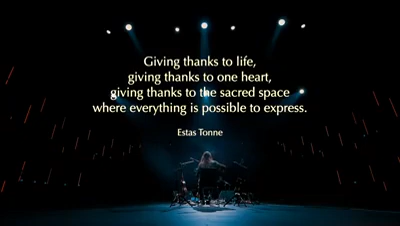 Giving thanks to life,
giving thanks to one heart,
giving thanks to the sacred space
where everything is possible to express.
Estas Tonne